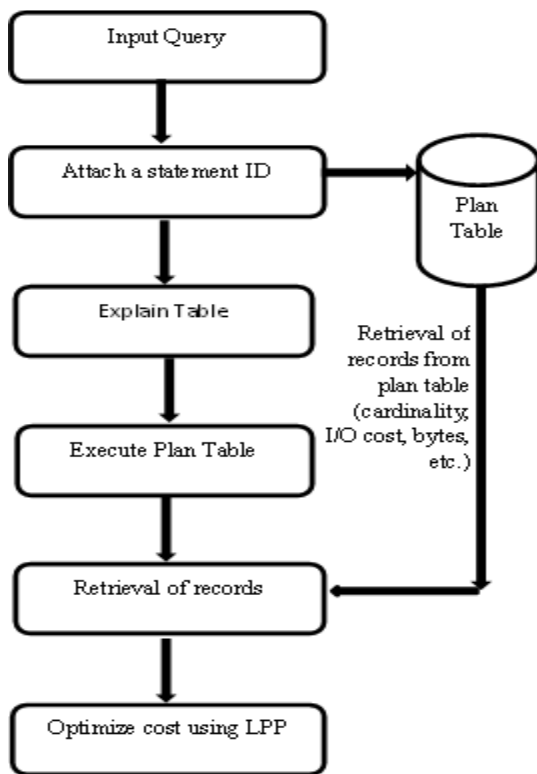 Input Query
Attach a statement ID
Plan
Table
Explain Table
Retrieval of
records from
plan table
(cardinality,
I/O cost, bytes,
etc.)
Execute Plan Table
Retrieval of records
Optimize cost using LPP